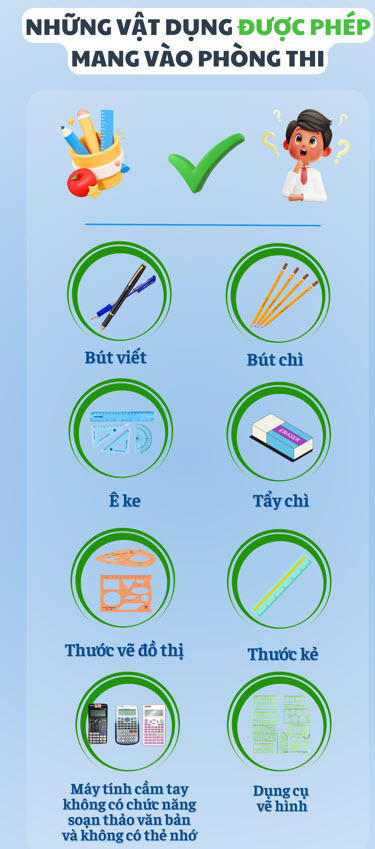 NHỮNG VẬT DỤNG ĐƯỢC PHÉP
MANG VÀO PHÒNG THI
Bút viết
Bút chì
Ê ke
ERASER
Tẩy chì
Thước vẽ đồ thị
Thước kẻ
Máy tính cầm tay
không có chức năng
soạn thảo văn bản
và không có thẻ nhớ
Dụng cụ
vẽ hình